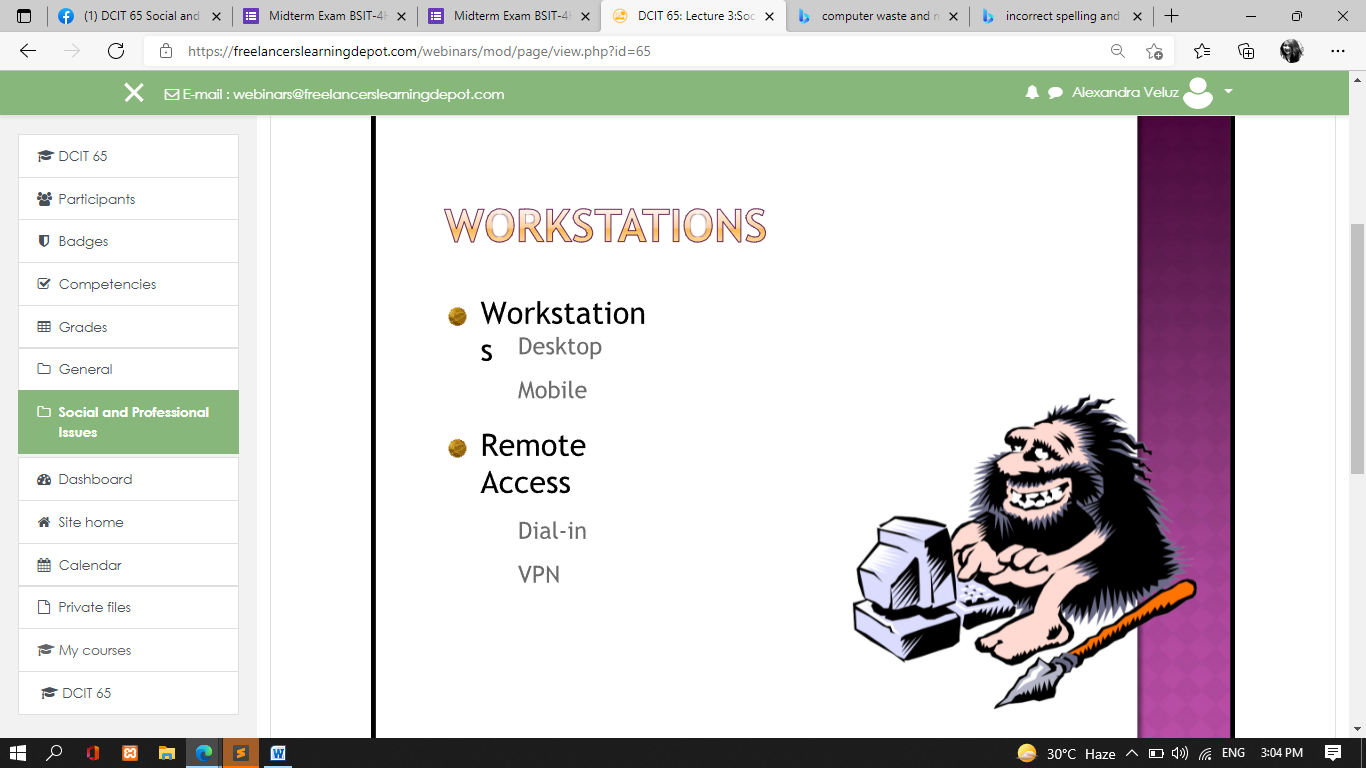 (1) DCIT 65 Social and
Midterm Exam BSIT-4
Midterm Exam BSIT-4
DCIT 65: Lecture 3:Soc
computer waste and
incorrect spelling and
https://freelancerslearningdepot.com/webinars/mod/page/view.php?id=65
E-mail : webinars@freelancerslearningdepot.com
Alexandra Veluz
DCIT 65
Participants
Badges
Competencies
Grades
General
Social and Professional
Issues
Dashboard
Site home
Calendar
Private files
My courses
DCIT 65
WORKSTATIONS
Workstation
s
Desktop
Mobile
Remote
Access
Dial-in
VPN
30°C Haze
ENG
3:04 PM